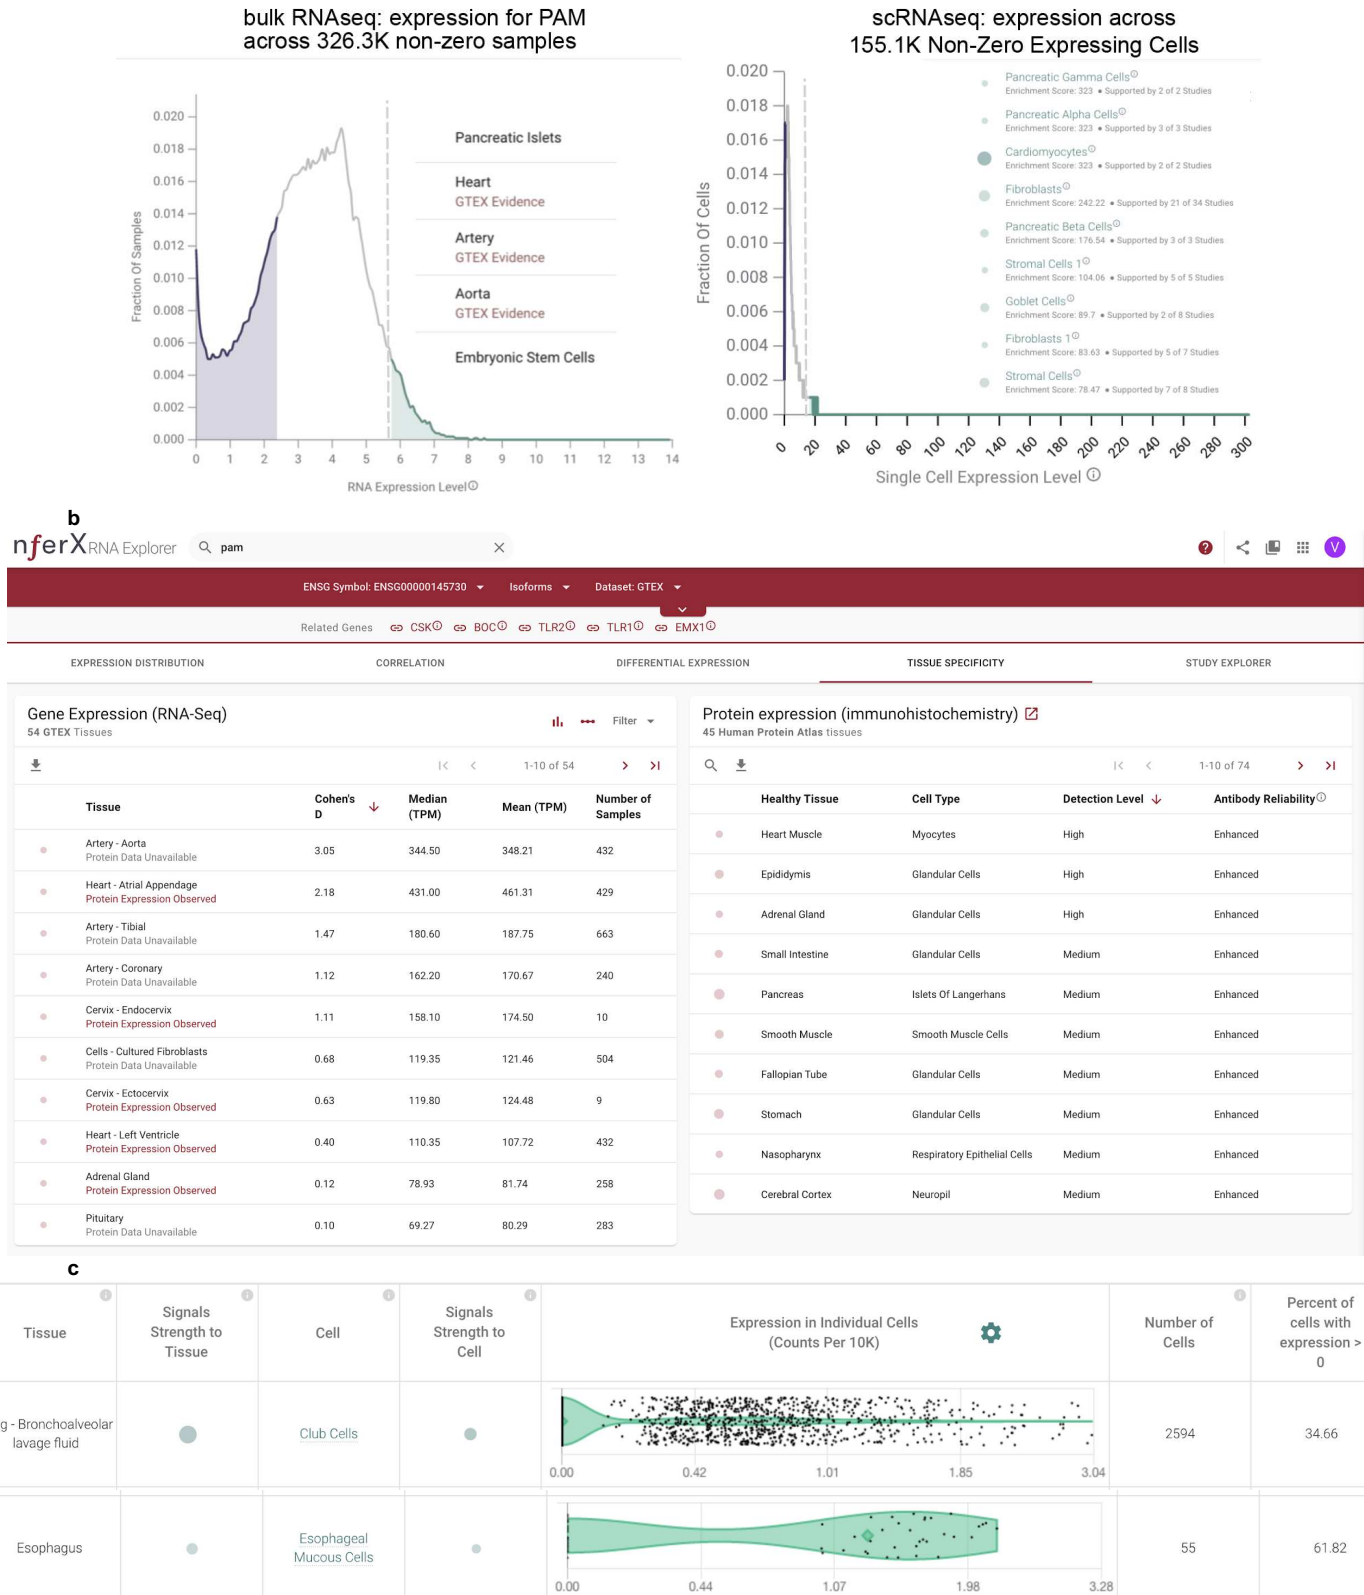 bulk RNAseq: expression for PAM
across 326.3K non-zero samples
0.020
0.018
0.016
0.014
0.012
0.010
0.008
0.006
0.004
0.002
0.000
Fraction Of Samples
0 1 2 3 4 5 6 7 8 9 10 11 12 13 14
RNA Expression Level
Pancreatic Islets
Heart
GTEX Evidence
Artery
GTEX Evidence
Aorta
GTEX Evidence
Embryonic Stem Cells
scRNAseq: expression across
155.1K Non-Zero Expressing Cells
0.020
0.018
0.016
0.014
0.012
0.010
0.008
0.006
0.004
0.002
0.000
Fraction Of Cells
0 20 40 60 80 100 120 140 160 180 200 220 240 260 280 300
Single Cell Expression Level
Pancreatic Gamma Cells
Enrichment Score: 323 • Supported by 2 of 2 Studies
Pancreatic Alpha Cells
Enrichment Score: 323 • Supported by 3 of 3 Studies
Cardiomyocytes
Enrichment Score: 323 • Supported by 2 of 2 Studies
Fibroblasts
Enrichment Score: 242.22 • Supported by 21 of 34 Studies
Pancreatic Beta Cells
Enrichment Score: 176.54 • Supported by 3 of 3 Studies
Stromal Cells 1
Enrichment Score: 104.06 • Supported by 5 of 5 Studies
Goblet Cells
Enrichment Score: 89.7 • Supported by 2 of 8 Studies
Fibroblasts 1
Enrichment Score: 83.63 • Supported by 5 of 7 Studies
Stromal Cells
Enrichment Score: 78.47 • Supported by 7 of 8 Studies
b
nferX RNA Explorer pam V
ENSG Symbol: ENSG00000145730 Isoforms Dataset: GTEX
Related Genes CSK BOC TLR2 TLR1 EMX1
EXPRESSION DISTRIBUTION CORRELATION DIFFERENTIAL EXPRESSION TISSUE SPECIFICITY STUDY EXPLORER
Gene Expression (RNA-Seq)
54 GTEX Tissues
Filter
1-10 of 54
Tissue Cohen's D Median (TPM) Mean (TPM) Number of Samples
Artery - Aorta 3.05 344.50 348.21 432
Protein Data Unavailable
Heart - Atrial Appendage 2.18 431.00 461.31 429
Protein Expression Observed
Artery - Tibial 1.47 180.60 187.75 663
Protein Data Unavailable
Artery - Coronary 1.12 162.20 170.67 240
Protein Data Unavailable
Cervix - Endocervix 1.11 158.10 174.50 10
Protein Expression Observed
Cells - Cultured Fibroblasts 0.68 119.35 121.46 504
Protein Data Unavailable
Cervix - Ectocervix 0.63 119.80 124.48 9
Protein Expression Observed
Heart - Left Ventricle 0.40 110.35 107.72 432
Protein Expression Observed
Adrenal Gland 0.12 78.93 81.74 258
Protein Expression Observed
Pituitary 0.10 69.27 80.29 283
Protein Data Unavailable
Protein expression (immunohistochemistry)
45 Human Protein Atlas tissues
1-10 of 74
Healthy Tissue Cell Type Detection Level Antibody Reliability
Heart Muscle Myocytes High Enhanced
Epididymis Glandular Cells High Enhanced
Adrenal Gland Glandular Cells High Enhanced
Small Intestine Glandular Cells Medium Enhanced
Pancreas Islets Of Langerhans Medium Enhanced
Smooth Muscle Smooth Muscle Cells Medium Enhanced
Fallopian Tube Glandular Cells Medium Enhanced
Stomach Glandular Cells Medium Enhanced
Nasopharynx Respiratory Epithelial Cells Medium Enhanced
Cerebral Cortex Neuropil Medium Enhanced
c
Tissue Signals Strength to Tissue Cell Signals Strength to Cell Expression in Individual Cells (Counts Per 10K) Number of Cells Percent of cells with expression > 0
g - Bronchoalveolar lavage fluid Club Cells 2594 34.66
0.00 0.42 1.01 1.85 3.04
Esophagus Esophageal Mucous Cells 55 61.82
0.00 0.44 1.07 1.98 3.28